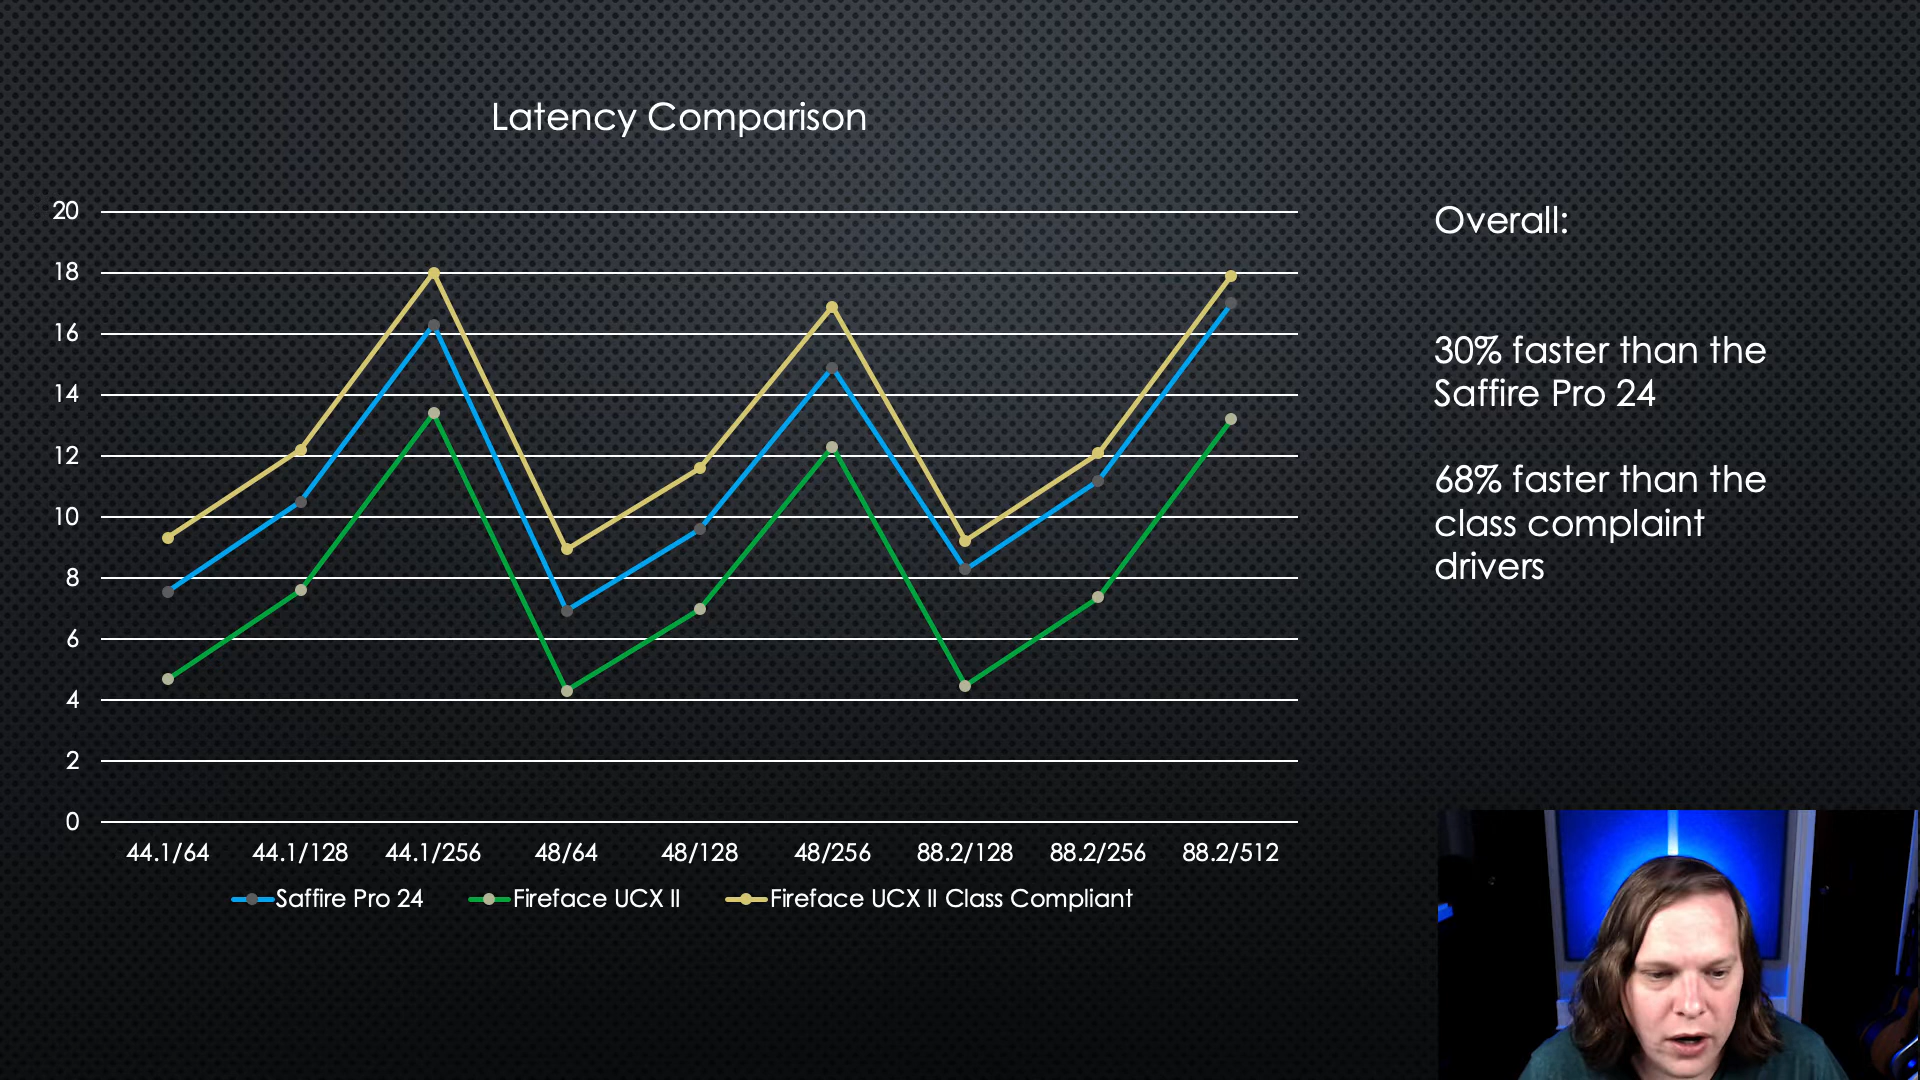 Latency Comparison
20
18
16
14
12
10
8
6
4
2
0
44.1/64 44.1/128 44.1/256 48/64 48/128 48/256 88.2/128 88.2/256 88.2/512
Saffire Pro 24 Fireface UCX II Fireface UCX II Class Compliant
Overall:
30% faster than the
Saffire Pro 24
68% faster than the
class complaint
drivers